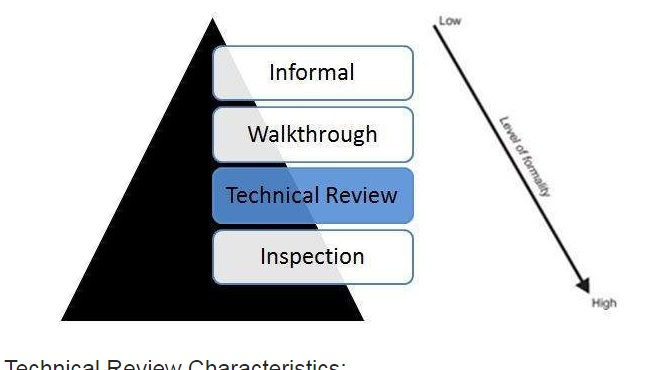 Low
Informal
Walkthrough
Level of formality
Technical Review
Inspection
High
Technical Review Characteristics: